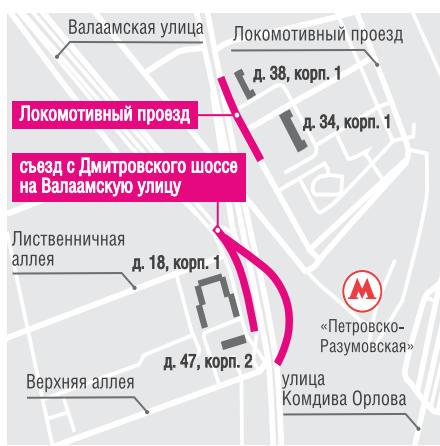 Валаамская улица
Локомотивный проезд
д. 38, корп. 1
Локомотивный проезд
д. 34, корп. 1
съезд с Дмитровского шоссе
на Валаамскую улицу
Лиственничная
аллея
д. 18, корп. 1
М
«Петровско-
Разумовская»
д. 47, корп. 2
Верхняя аллея
улица
Комдива Орлова